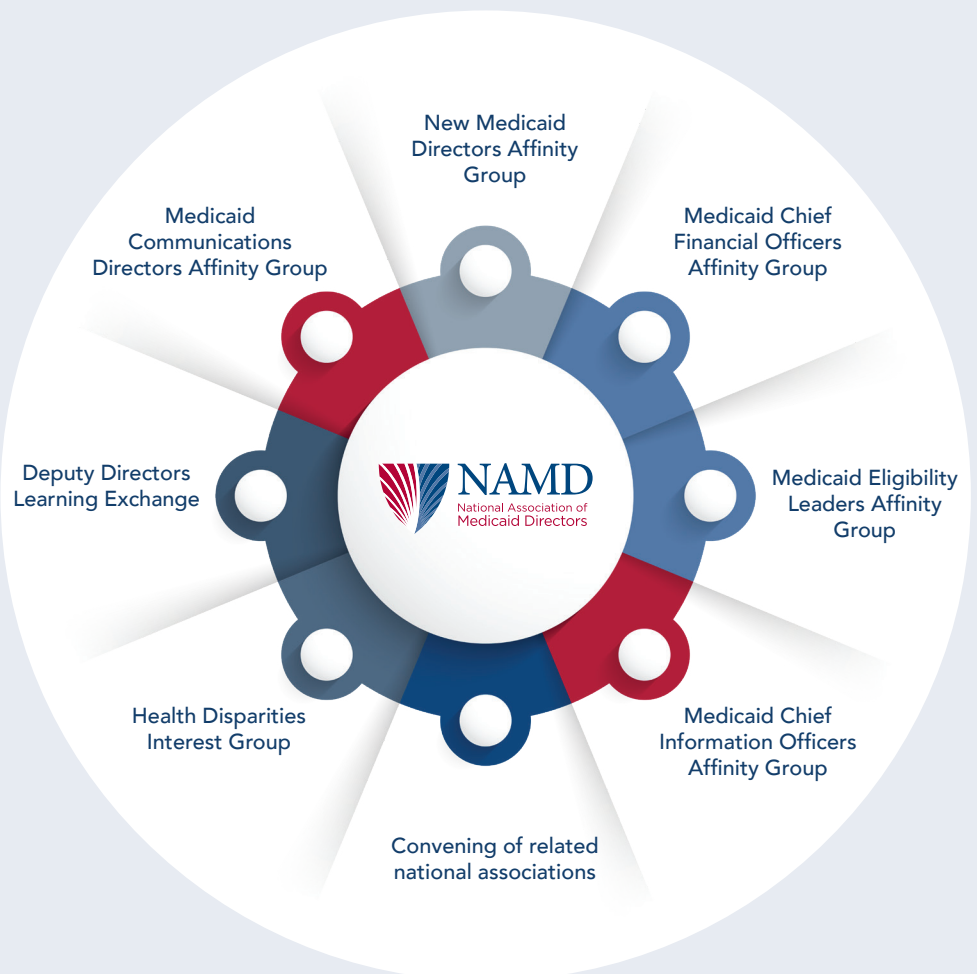 New Medicaid
Directors Affinity
Group
Medicaid Chief
Financial Officers
Affinity Group
Medicaid Eligibility
Leaders Affinity
Group
Medicaid Chief
Information Officers
Affinity Group
Convening of related
national associations
Health Disparities
Interest Group
Deputy Directors
Learning Exchange
Medicaid
Communications
Directors Affinity Group
NAMD
National Association of
Medicaid Directors